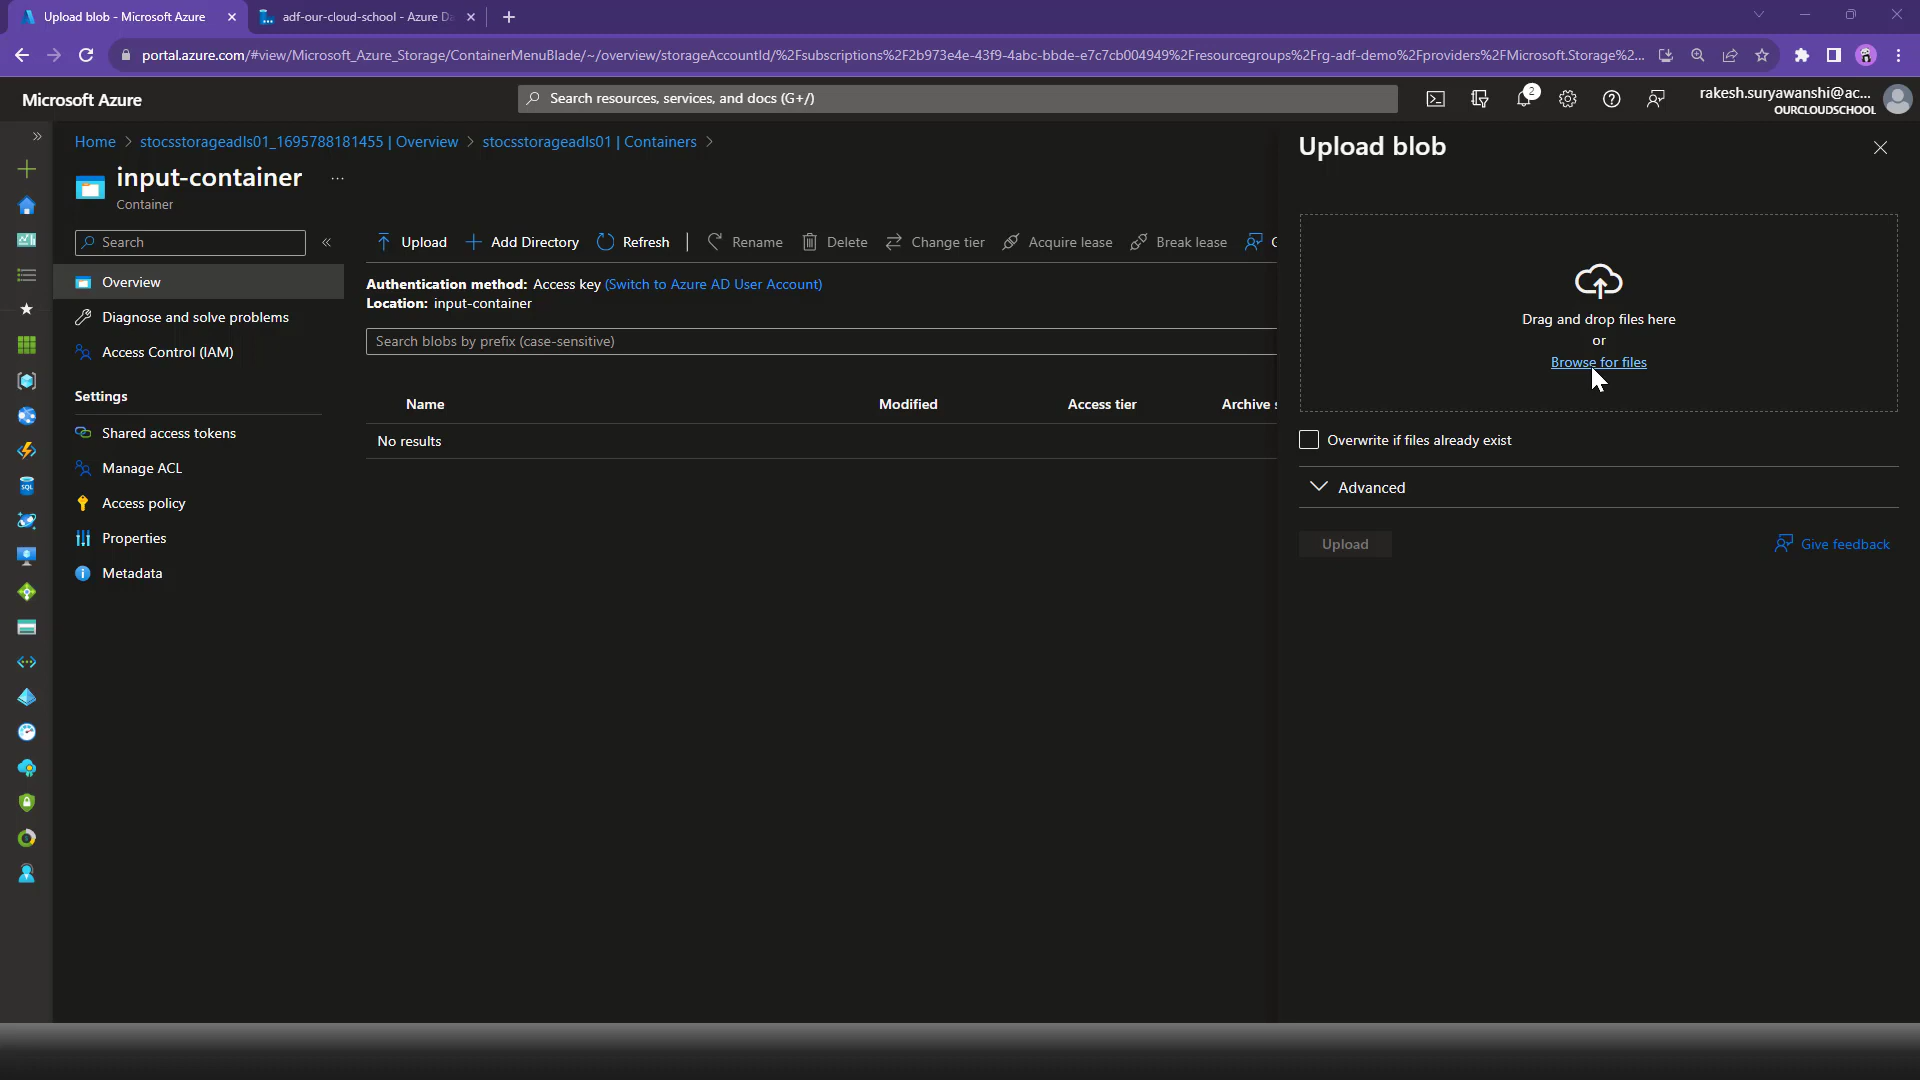 Upload blob - Microsoft Azure
adf-our-cloud-school - Azure Da
portal.azure.com/#view/Microsoft_Azure_Storage/ContainerMenuBlade/~/overview/storageAccountId/%2Fsubscriptions%2F2b973e4e-43f9-4abc-bbde-e7c7cb004949%2Fresourcegroups%2Frg-adf-demo%2Fproviders%2FMicrosoft.Storage%2...
Microsoft Azure
Search resources, services, and docs (G+/)
2
rakesh.suryawanshi@ac...
OURCLOUDSCHOOL
Home > stocsstorageadls01_1695788181455 | Overview > stocsstorageadls01 | Containers >
input-container ...
Container
Search
Overview
Diagnose and solve problems
Access Control (IAM)
Settings
Shared access tokens
Manage ACL
Access policy
Properties
Metadata
Upload Add Directory Refresh | Rename Delete Change tier Acquire lease Break lease
Authentication method: Access key (Switch to Azure AD User Account)
Location: input-container
Search blobs by prefix (case-sensitive)
Name Modified Access tier Archive s
No results
Upload blob
Drag and drop files here
or
Browse for files
Overwrite if files already exist
Advanced
Upload
Give feedback